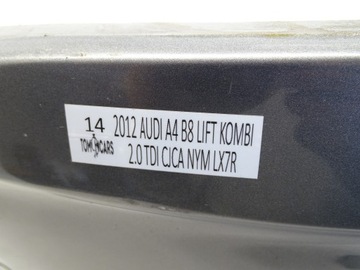 14
TOM CARS
2012 AUDI A4 B8 LIFT KOMBI
2.0 TDI CJCA NYM LX7R